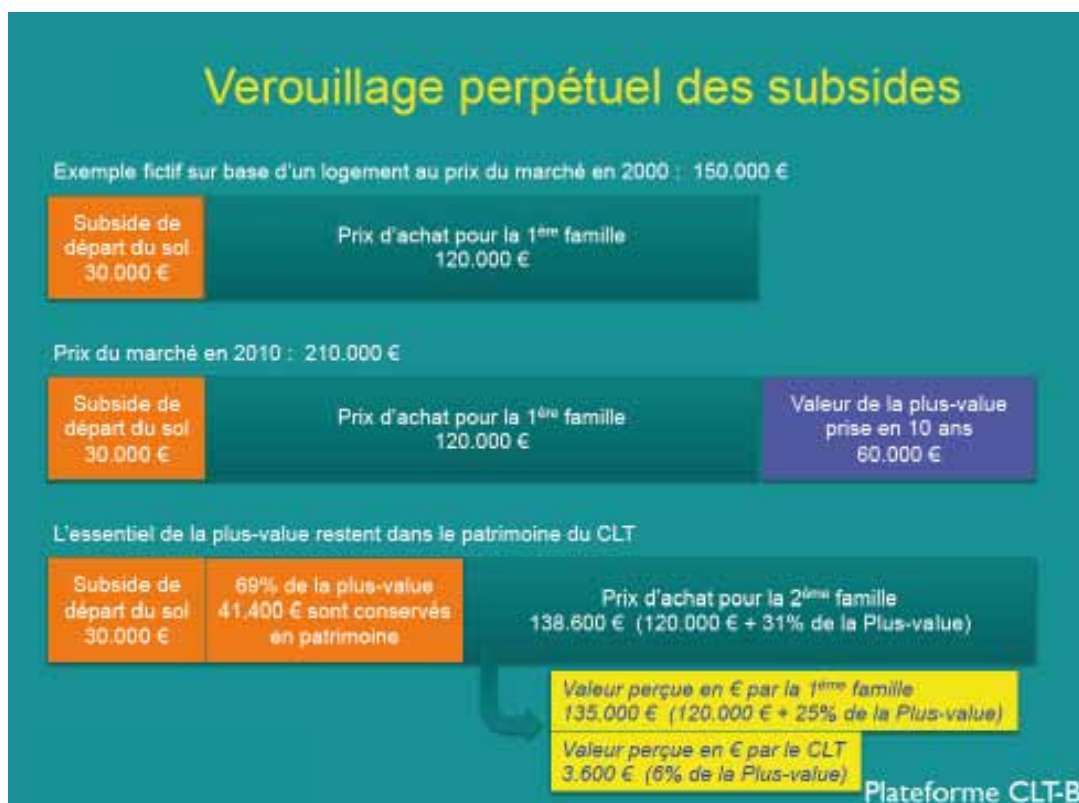 Verouillage perpétuel des subsides
Exemple fictif sur base d'un logement au prix du marché en 2000 : 150.000 €
Subside de
départ du sol
30.000 €
Prix d'achat pour la 1ère famille
120.000 €
Prix du marché en 2010 : 210.000 €
Subside de
départ du sol
30.000 €
Prix d'achat pour la 1ère famille
120.000 €
Valeur de la plus-value
prise en 10 ans
60.000 €
L'essentiel de la plus-value restent dans le patrimoine du CLT
Subside de
départ du sol
30.000 €
69% de la plus-value
41.400 € sont conservés
en patrimoine
Prix d'achat pour la 2ème famille
138.600 € (120.000 € + 31% de la Plus-value)
Valeur perçue en € par la 1ème famille
135.000 € (120.000 € + 25% de la Plus-value)
Valeur perçue en € par le CLT
3.600 € (6% de la Plus-value)
Plateforme CLT-B